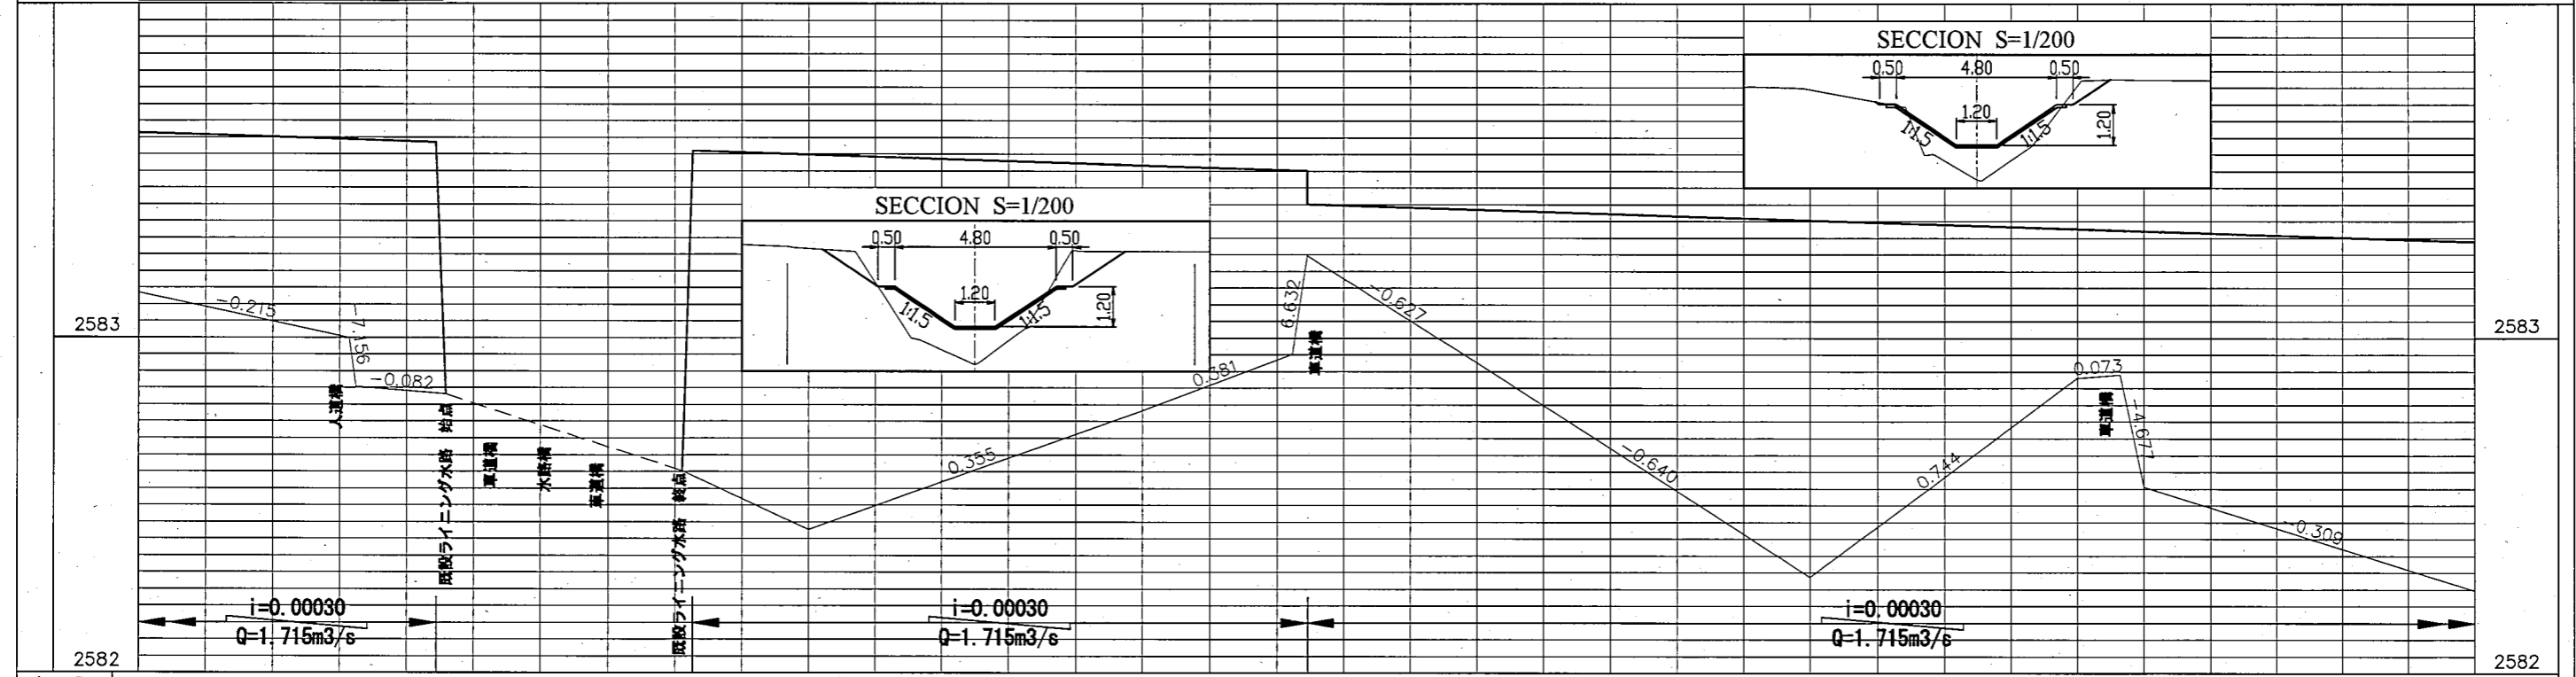 SECCION S=1/200
0.50 4.80 0.50
1.20
1:1.5
1:1.5
1.20
SECCION S=1/200
0.50 4.80 0.50
1.20
1:1.5
1:1.5
1.20
2583
2583
-0.215
-7.156
-0.082
人道橋
既設ライニング水路 始点
車道橋
水路橋
車道橋
既設ライニング水路 終点
0.355
0.381
6.632
車道橋
-0.627
-0.640
0.744
0.073
車道橋
-4.677
-0.309
i=0.00030
Q=1.715m3/s
i=0.00030
Q=1.715m3/s
i=0.00030
Q=1.715m3/s
2582
2582